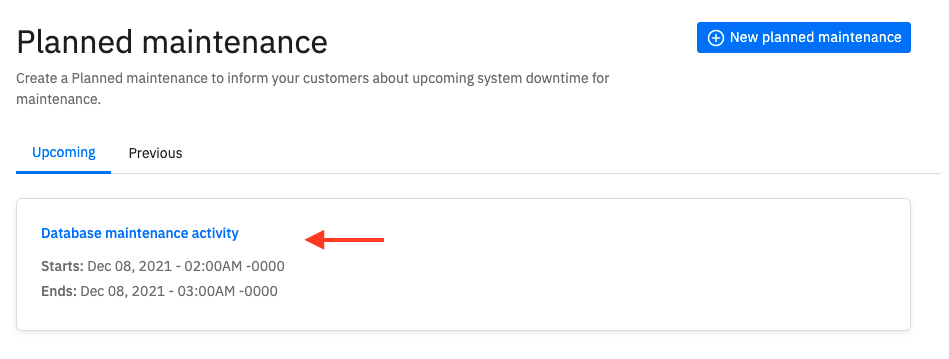 Planned maintenance
New planned maintenance
Create a Planned maintenance to inform your customers about upcoming system downtime for
maintenance.
Upcoming
Previous
Database maintenance activity
Starts: Dec 08, 2021 - 02:00AM -0000
Ends: Dec 08, 2021 - 03:00AM -0000